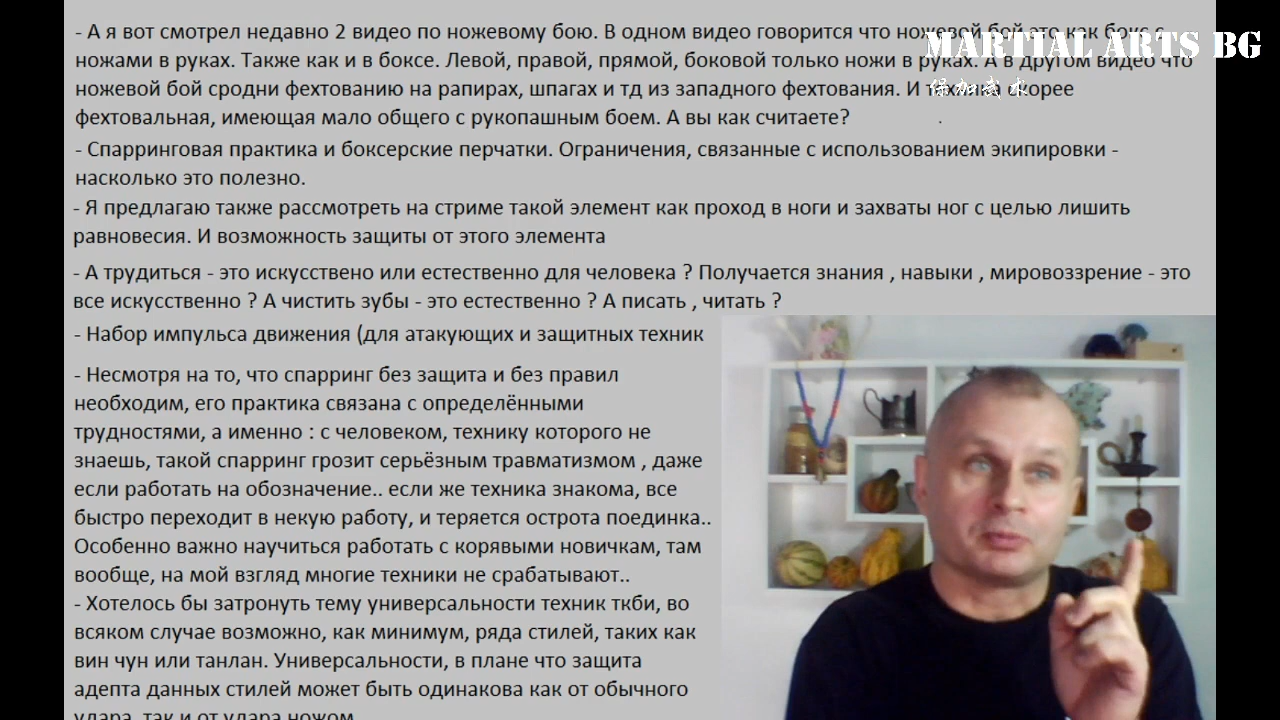 - А я вот смотрел недавно 2 видео по ножевому бою. В одном видео говорится что ножевой бой это как бокс с
ножами в руках. Также как и в боксе. Левой, правой, прямой, боковой только ножи в руках. А в другом видео что
ножевой бой сродни фехтованию на рапирах, шпагах и тд из западного фехтования. И техника скорее
фехтовальная, имеющая мало общего с рукопашным боем. А вы как считаете?
MARTIAL ARTS BG
- Спарринговая практика и боксерские перчатки. Ограничения, связанные с использованием экипировки -
насколько это полезно.
- Я предлагаю также рассмотреть на стриме такой элемент как проход в ноги и захваты ног с целью лишить
равновесия. И возможность защиты от этого элемента
- А трудиться - это искусствено или естественно для человека ? Получается знания , навыки , мировоззрение - это
все искусственно ? А чистить зубы - это естественно ? А писать , читать ?
- Набор импульса движения (для атакующих и защитных техник
- Несмотря на то, что спарринг без защита и без правил
необходим, его практика связана с определёнными
трудностями, а именно : с человеком, технику которого не
знаешь, такой спарринг грозит серьёзным травматизмом , даже
если работать на обозначение.. если же техника знакома, все
быстро переходит в некую работу, и теряется острота поединка..
Особенно важно научиться работать с корявыми новичкам, там
вообще, на мой взгляд многие техники не срабатывают..
- Хотелось бы затронуть тему универсальности техник ткби, во
всяком случае возможно, как минимум, ряда стилей, таких как
вин чун или танлан. Универсальности, в плане что защита
адепта данных стилей может быть одинакова как от обычного
удара, так и от удара ножом